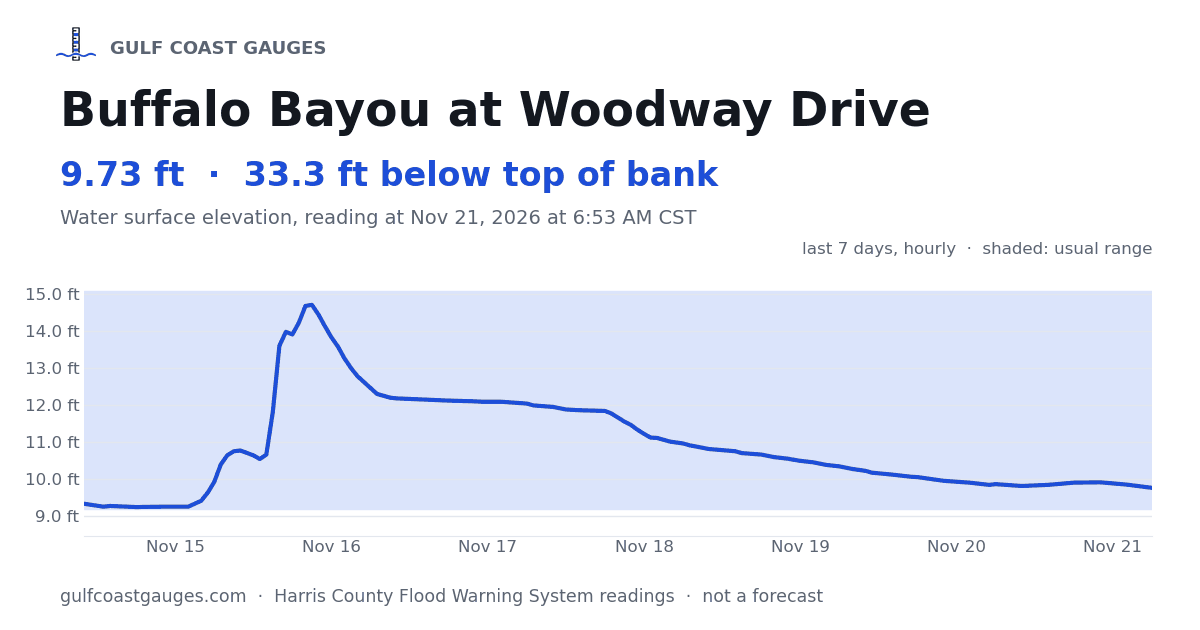 GULF COAST GAUGES
Buffalo Bayou at Woodway Drive
9.73 ft · 33.3 ft below top of bank
Water surface elevation, reading at Nov 21, 2026 at 6:53 AM CST
last 7 days, hourly · shaded: usual range
15.0 ft
14.0 ft
13.0 ft
12.0 ft
11.0 ft
10.0 ft
9.0 ft
Nov 15 Nov 16 Nov 17 Nov 18 Nov 19 Nov 20 Nov 21
gulfcoastgauges.com · Harris County Flood Warning System readings · not a forecast